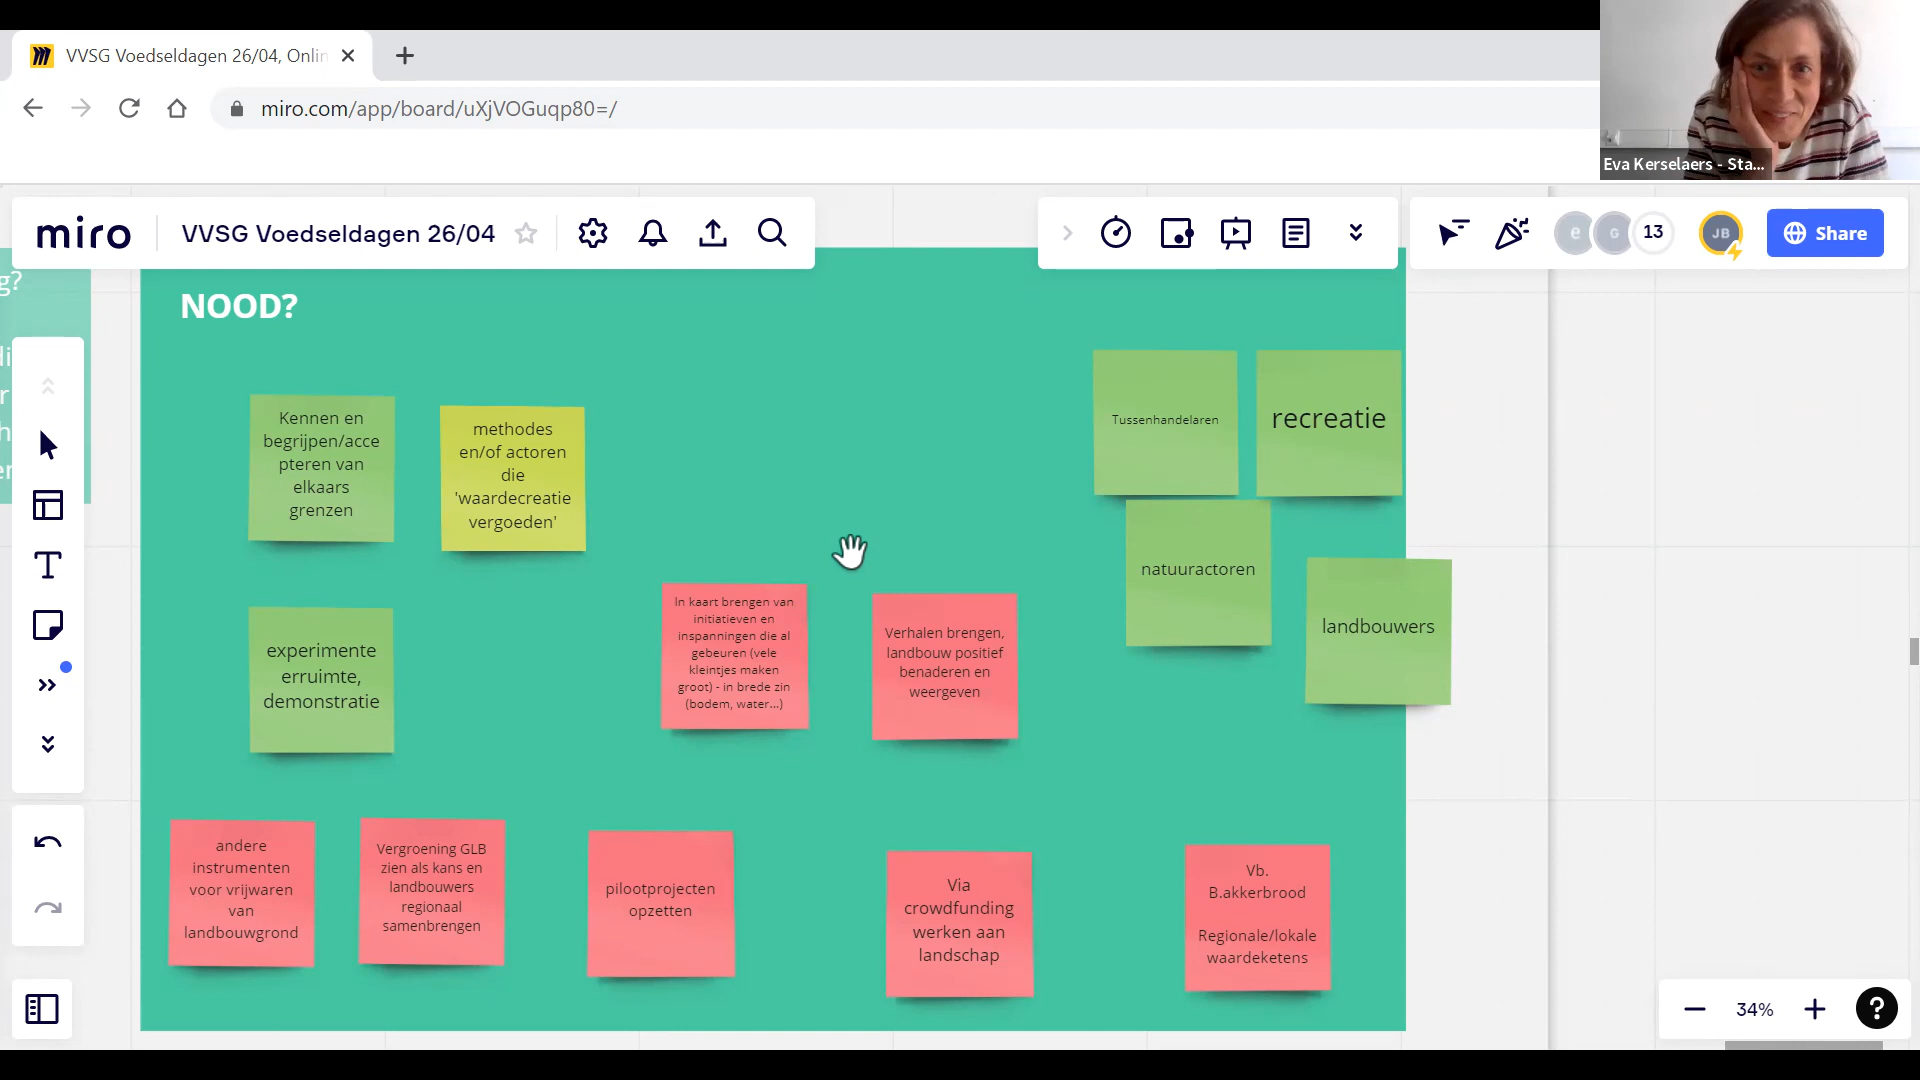 VVSG Voedseldagen 26/04, Onlin
miro.com/app/board/uXjVOGuqp80=/
Eva Kerselaers - Sta...
miro
VVSG Voedseldagen 26/04
e
G
13
JB
Share
g?
NOOD?
Kennen en
begrijpen/acce
pteren van
elkaars
grenzen
methodes
en/of actoren
die
'waardecreatie
vergoeden'
Tussenhandelaren
recreatie
natuuractoren
landbouwers
experimente
erruimte,
demonstratie
In kaart brengen van
initiatieven en
inspanningen die al
gebeuren (vele
kleintjes maken
groot) - in brede zin
(bodem, water...)
Verhalen brengen,
landbouw positief
benaderen en
weergeven
andere
instrumenten
voor vrijwaren
van
landbouwgrond
Vergroening GLB
zien als kans en
landbouwers
regionaal
samenbrengen
pilootprojecten
opzetten
Via
crowdfunding
werken aan
landschap
Vb.
B.akkerbrood
Regionale/lokale
waardeketens
34%
?